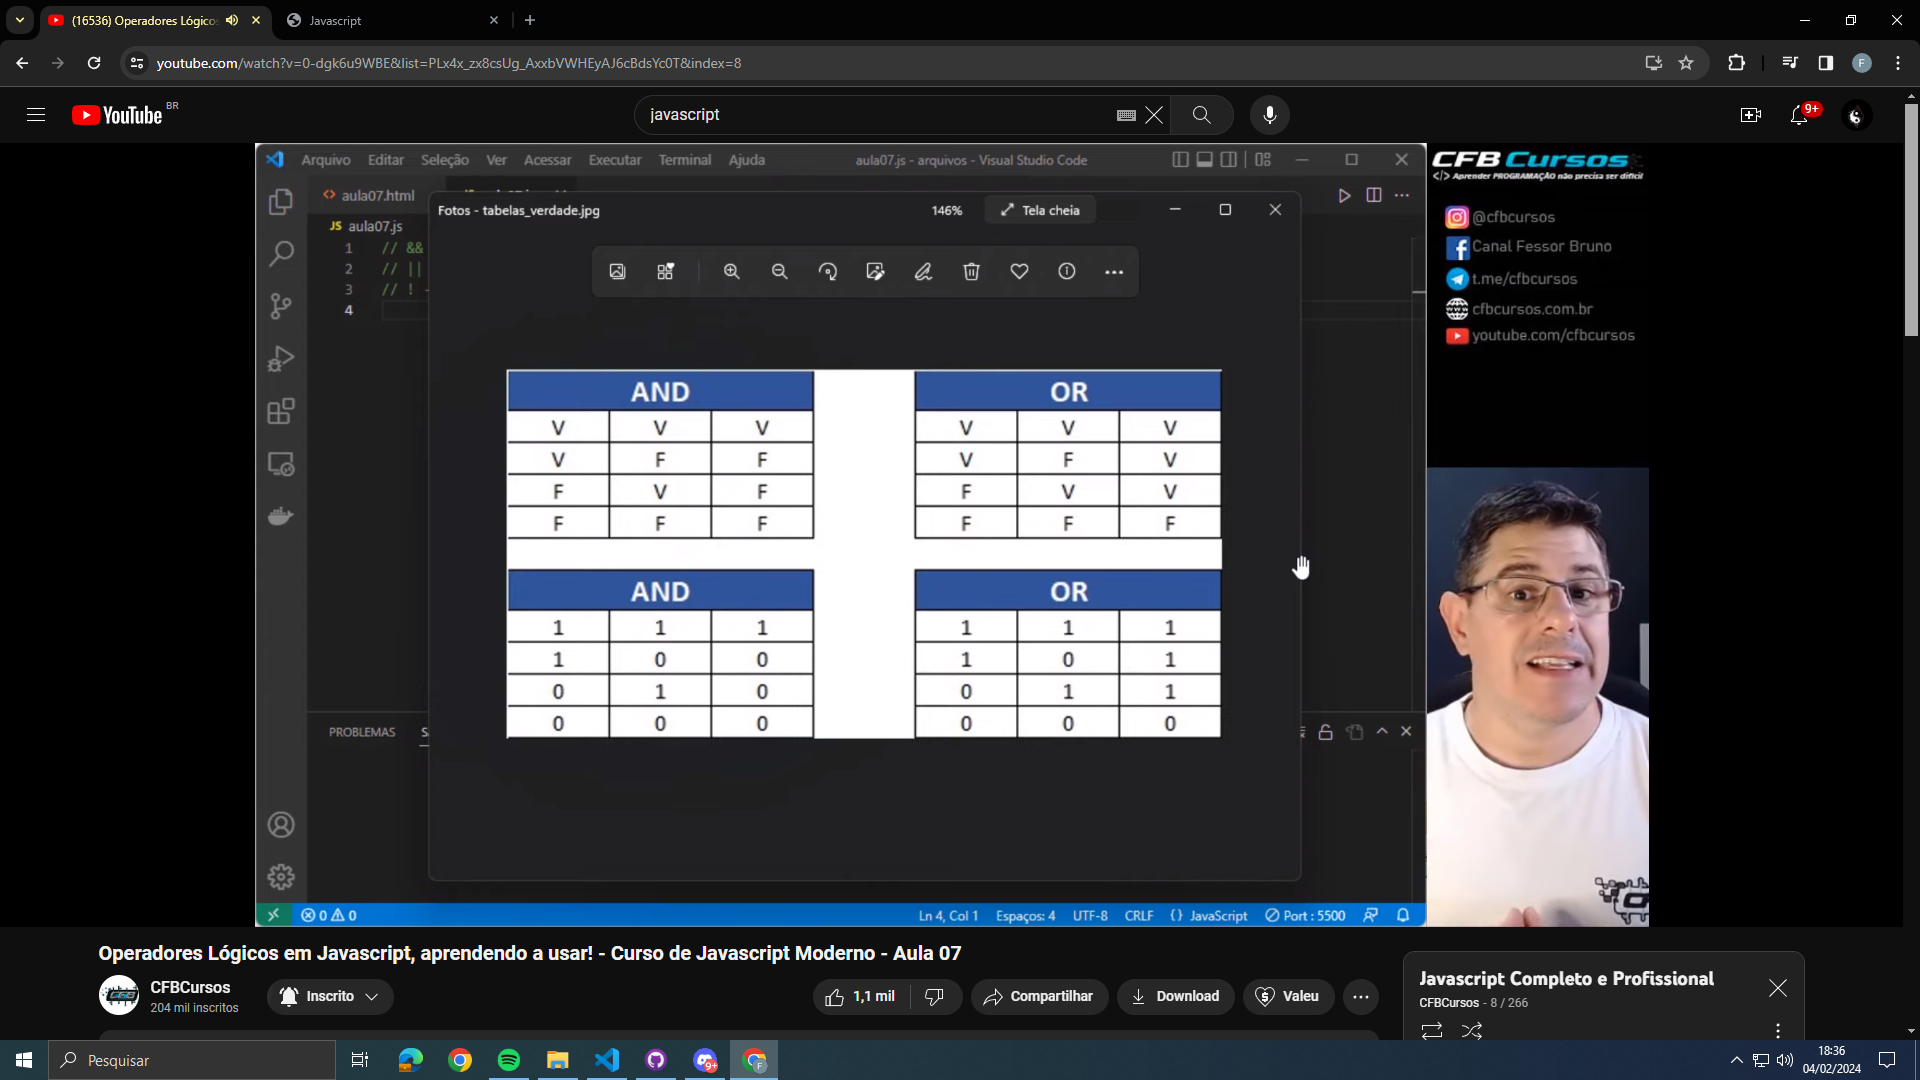 (16536) Operadores Lógicos
Javascript
youtube.com/watch?v=0-dgk6u9WBE&list=PLx4x_zx8csUg_AxxbVWHEyAJ6cBdsYc0T&index=8
F
YouTube BR
javascript
9+
Arquivo Editar Seleção Ver Acessar Executar Terminal Ajuda
aula07.js - arquivos - Visual Studio Code
aula07.html
JS aula07.js
1 // &&
2 // ||
3 // ! -
4
Fotos - tabelas_verdade.jpg
146%
Tela cheia
AND
V V V
V F F
F V F
F F F
OR
V V V
V F V
F V V
F F F
AND
1 1 1
1 0 0
0 1 0
0 0 0
OR
1 1 1
1 0 1
0 1 1
0 0 0
PROBLEMAS
0 0
Ln 4, Col 1 Espaços: 4 UTF-8 CRLF {} JavaScript Port : 5500
CFB Cursos
</> Aprender PROGRAMAÇÃO não precisa ser difícil
@cfbcursos
Canal Fessor Bruno
t.me/cfbcursos
cfbcursos.com.br
youtube.com/cfbcursos
Operadores Lógicos em Javascript, aprendendo a usar! - Curso de Javascript Moderno - Aula 07
CFBCursos
204 mil inscritos
Inscrito
1,1 mil
Compartilhar
Download
Valeu
Javascript Completo e Profissional
CFBCursos - 8 / 266
Pesquisar
9+
F
18:36
04/02/2024